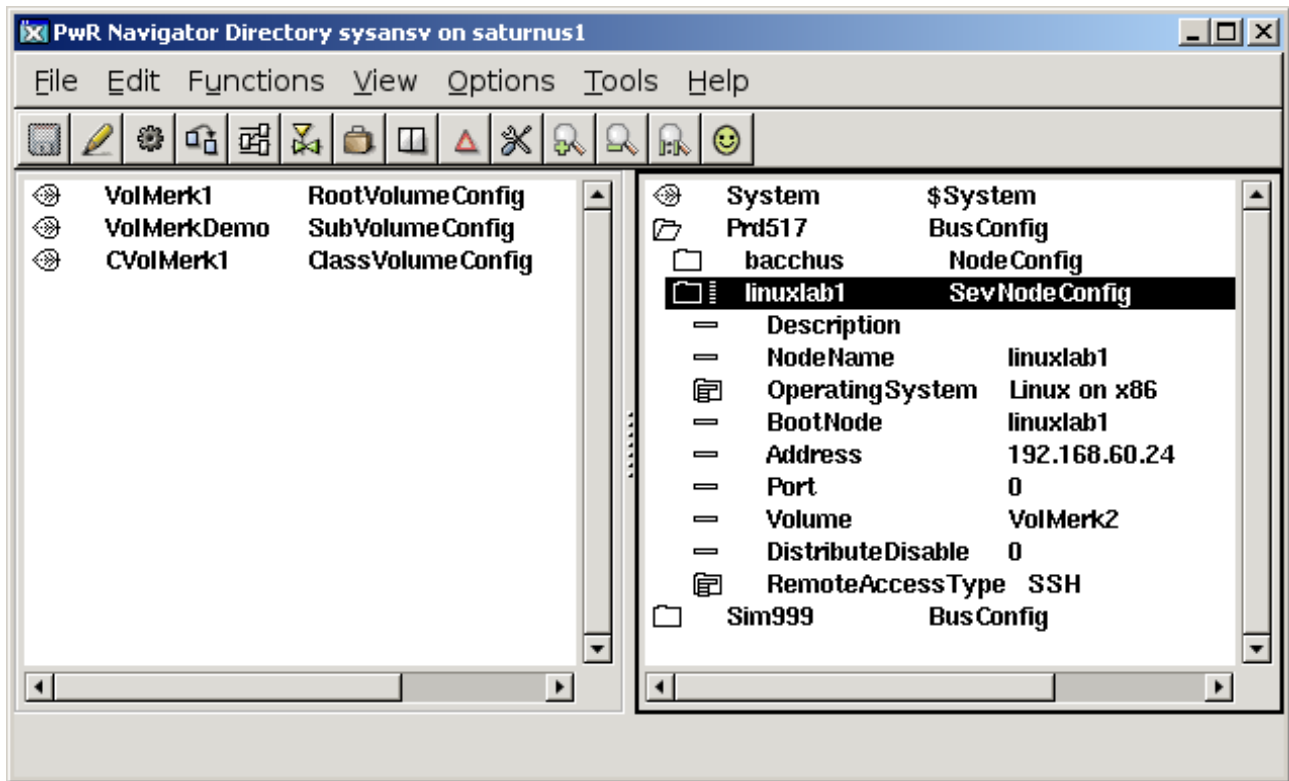 PwR Navigator Directory sysansv on saturnus1
File Edit Functions View Options Tools Help
VolMerk1 RootVolumeConfig
VolMerkDemo SubVolumeConfig
CVolMerk1 ClassVolumeConfig
System $System
Prd517 BusConfig
bacchus NodeConfig
linuxlab1 SevNodeConfig
Description
NodeName linuxlab1
OperatingSystem Linux on x86
BootNode linuxlab1
Address 192.168.60.24
Port 0
Volume VolMerk2
DistributeDisable 0
RemoteAccessType SSH
Sim999 BusConfig